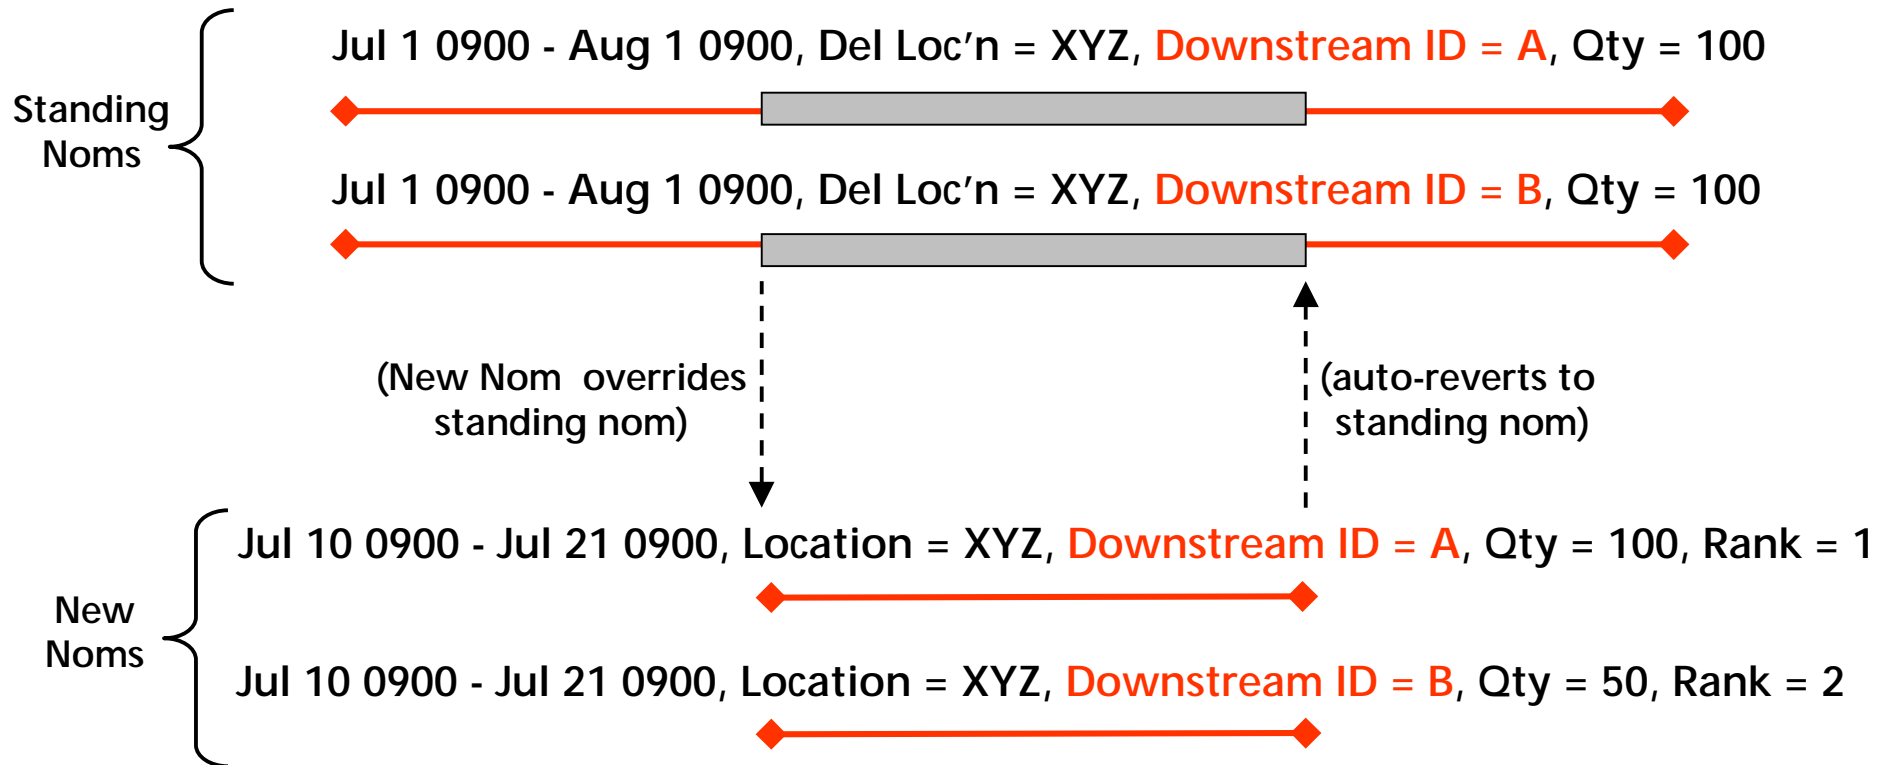 Jul 1 0900 - Aug 1 0900, Del Loc'n = XYZ, Downstream ID = A, Qty = 100
Standing
Noms
Jul 1 0900 - Aug 1 0900, Del Loc'n = XYZ, Downstream ID = B, Qty = 100
(New Nom overrides
standing nom)
(auto-reverts to
standing nom)
Jul 10 0900 - Jul 21 0900, Location = XYZ, Downstream ID = A, Qty = 100, Rank = 1
New
Noms
Jul 10 0900 - Jul 21 0900, Location = XYZ, Downstream ID = B, Qty = 50, Rank = 2